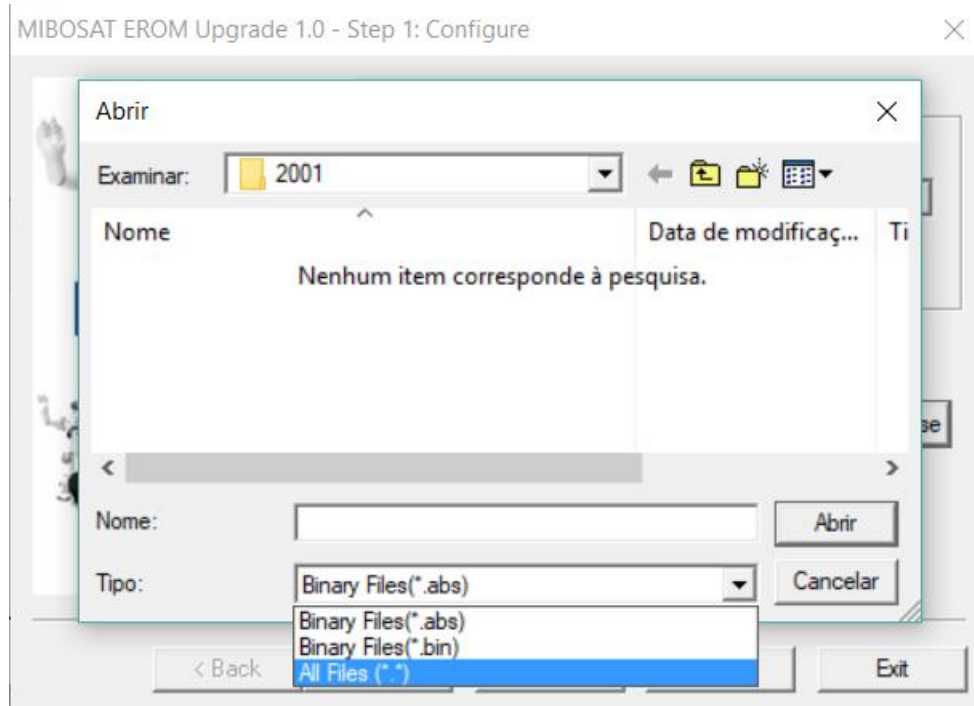 MIBOSAT EROM Upgrade 1.0 - Step 1: Configure
Abrir
Examinar: 2001
Nome Data de modificaç... Ti
Nenhum item corresponde à pesquisa.
se
Nome: Abrir
Tipo: Binary Files(*.abs) Cancelar
Binary Files(*.abs)
Binary Files(*.bin)
All Files (*.*)
< Back Exit